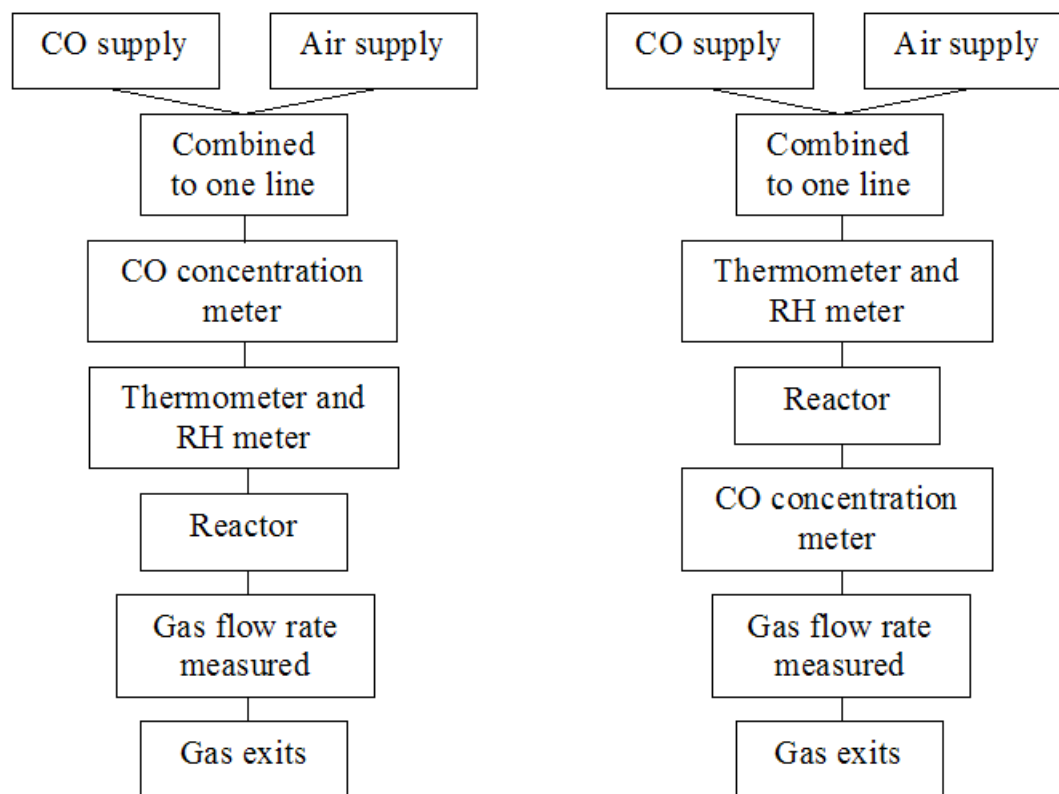 CO supply
Air supply
Combined
to one line
CO concentration
meter
Thermometer and
RH meter
Reactor
Gas flow rate
measured
Gas exits
CO supply
Air supply
Combined
to one line
Thermometer and
RH meter
Reactor
CO concentration
meter
Gas flow rate
measured
Gas exits